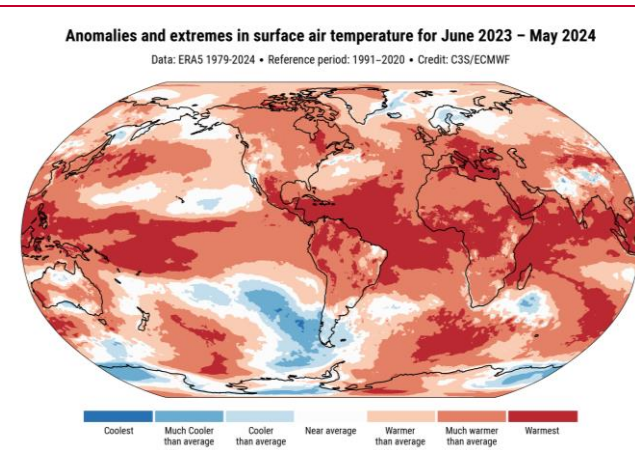 Anomalies and extremes in surface air temperature for June 2023 – May 2024
Data: ERA5 1979-2024 • Reference period: 1991–2020 • Credit: C3S/ECMWF
Coolest
Much Cooler
than average
Cooler
than average
Near average
Warmer
than average
Much warmer
than average
Warmest